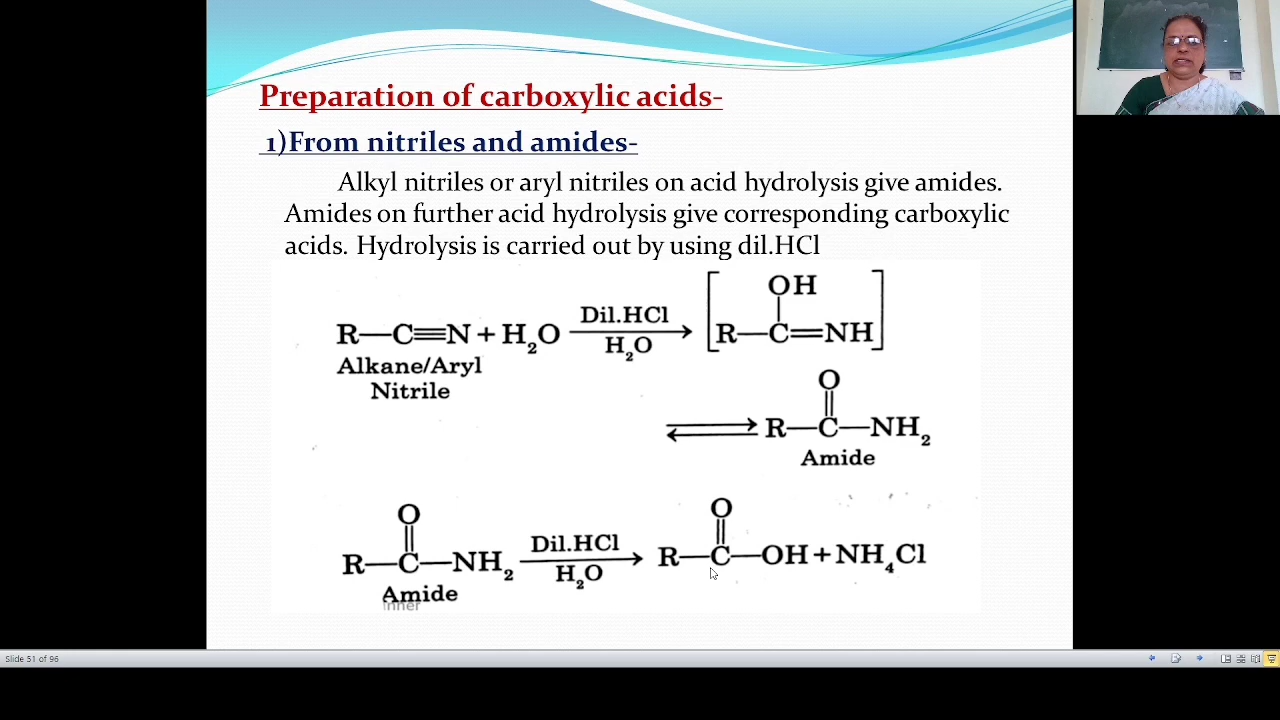 Preparation of carboxylic acids-
1)From nitriles and amides-
Alkyl nitriles or aryl nitriles on acid hydrolysis give amides.
Amides on further acid hydrolysis give corresponding carboxylic
acids. Hydrolysis is carried out by using dil.HCl
OH
R—C≡N + H₂O Dil.HCl H₂O → [R—C=NH]
Alkane/Aryl
Nitrile
O
⇌ R—C—NH₂
Amide
O O
R—C—NH₂ Dil.HCl H₂O → R—C—OH + NH₄Cl
Amide
inner
Slide 51 of 96